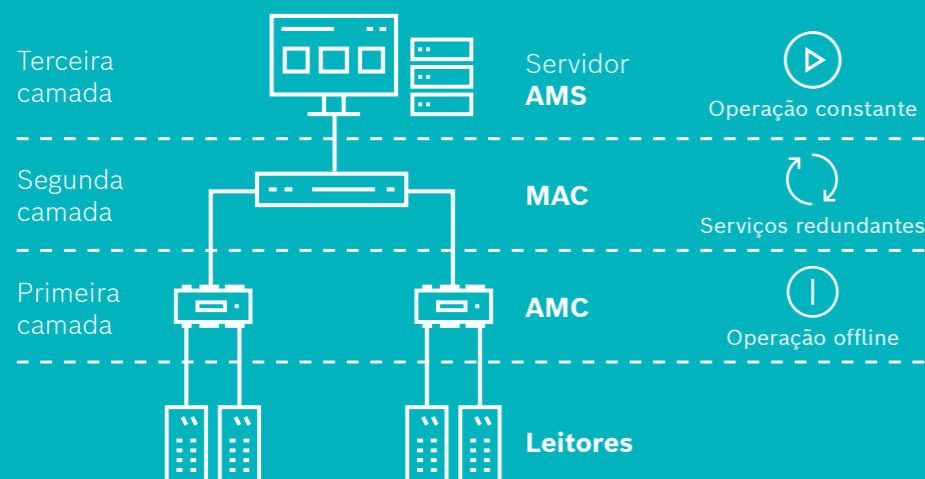 Terceira
camada
Servidor
AMS
Operação constante
Segunda
camada
MAC
Serviços redundantes
Primeira
camada
AMC
Operação offline
Leitores